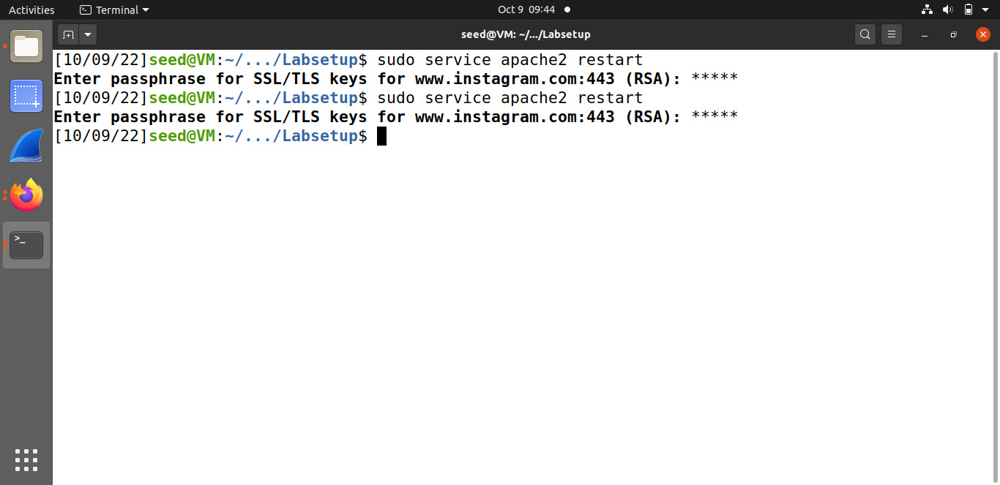 Activities Terminal Oct 9 09:44
seed@VM: ~/.../Labsetup
[10/09/22]seed@VM:~/.../Labsetup$ sudo service apache2 restart
Enter passphrase for SSL/TLS keys for www.instagram.com:443 (RSA): *****
[10/09/22]seed@VM:~/.../Labsetup$ sudo service apache2 restart
Enter passphrase for SSL/TLS keys for www.instagram.com:443 (RSA): *****
[10/09/22]seed@VM:~/.../Labsetup$
>_